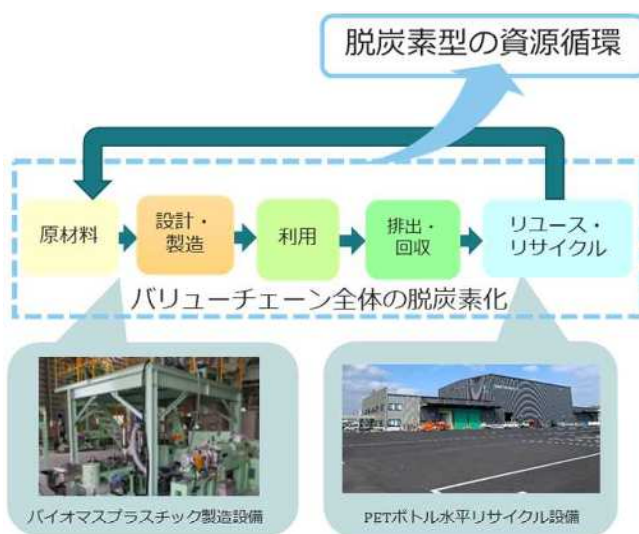 脱炭素型の資源循環
原材料
設計・
製造
利用
排出・
回収
リユース・
リサイクル
バリューチェーン全体の脱炭素化
バイオマスプラスチック製造設備
PETボトル水平リサイクル設備